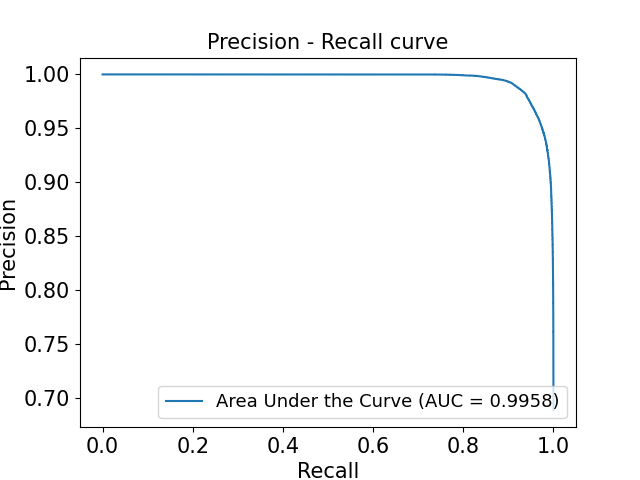 Precision - Recall curve
1.00
0.95
0.90
0.85
0.80
0.75
0.70
Precision
Area Under the Curve (AUC = 0.9958)
0.0 0.2 0.4 0.6 0.8 1.0
Recall